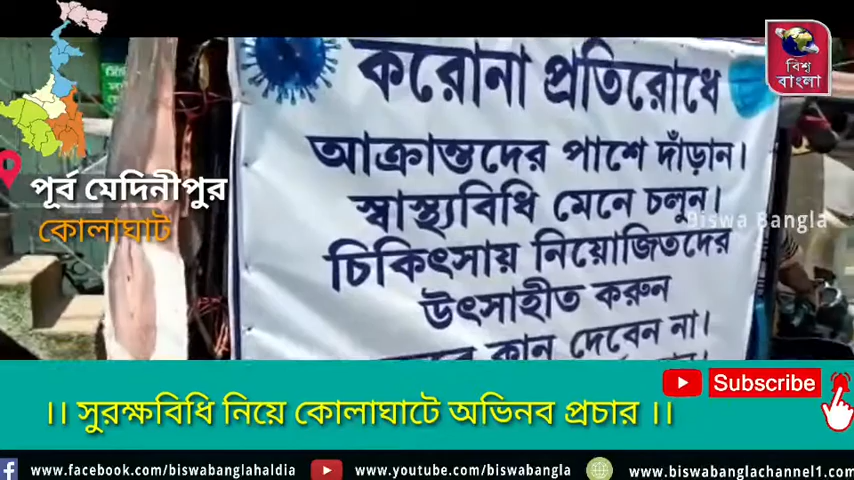 বিশ্ব
বাংলা
করোনা প্রতিরোধে
আক্রান্তদের পাশে দাঁড়ান।
স্বাস্থ্যবিধি মেনে চলুন।
Biswa Bangla
চিকিৎসায় নিয়োজিতদের
উৎসাহীত করুন
কান দেবেন না।
পূর্ব মেদিনীপুর
কোলাঘাট
Subscribe
।। সুরক্ষবিধি নিয়ে কোলাঘাটে অভিনব প্রচার ।।
www.facebook.com/biswabanglahaldia
www.youtube.com/biswabangla
www.biswabanglachannel1.com